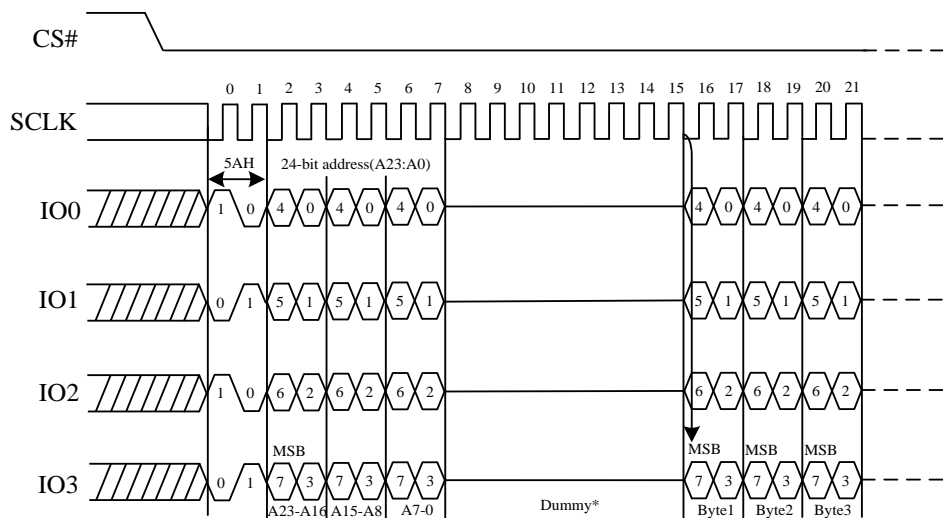 CS#
0 1 2 3 4 5 6 7 8 9 10 11 12 13 14 15 16 17 18 19 20 21
SCLK
5AH 24-bit address(A23:A0)
IO0 1 0 4 0 4 0 4 0 4 0 4 0 4 0
IO1 0 1 5 1 5 1 5 1 5 1 5 1 5 1
IO2 1 0 6 2 6 2 6 2 6 2 6 2 6 2
MSB MSB MSB MSB
IO3 0 1 7 3 7 3 7 3 7 3 7 3 7 3
A23-A16 A15-A8 A7-0 Dummy* Byte1 Byte2 Byte3